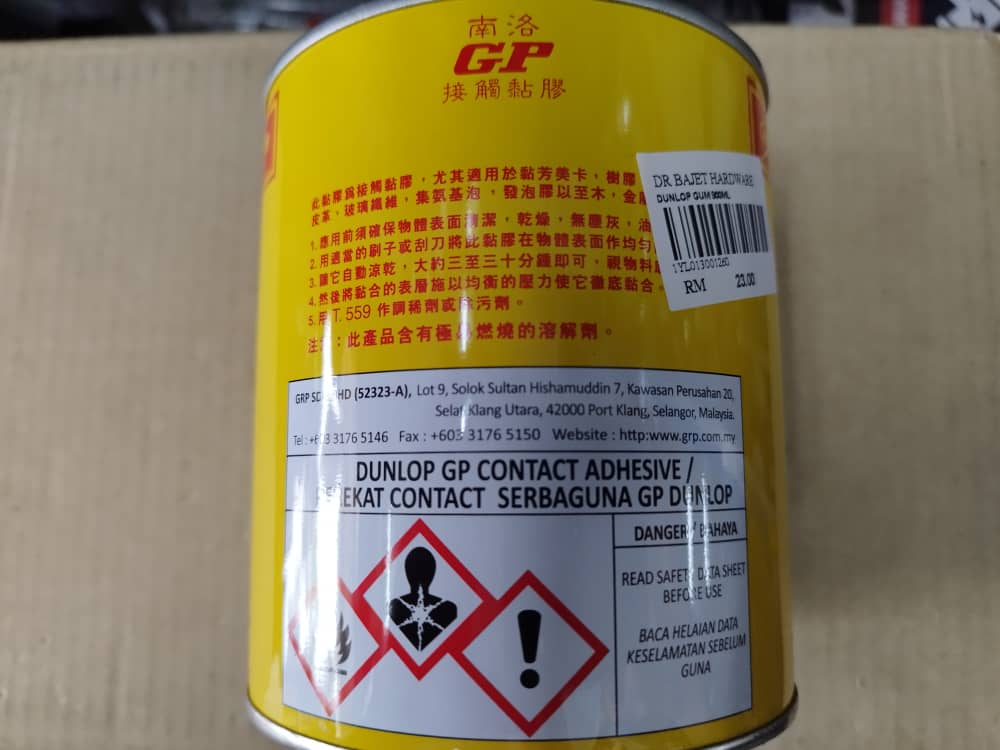 南洛
GP
接觸黏膠
此黏膠爲接觸黏膠，尤其適用於黏芳美卡，樹膠
皮革，玻璃纖維，集氨基泡，發泡膠以至木，金屬
1. 應用前須確保物體表面清潔，乾燥，無塵灰，油
2. 用適當的刷子或刮刀將此黏膠在物體表面作均勻
3. 讓它自動涼乾，大約三至三十分鐘即可，視物料
4. 然後將黏合的表層施以均衡的壓力使它徹底黏合。
5. 用 T. 559 作調稀劑或除污劑。
注意：此產品含有極易燃燒的溶解劑。
DR BAJET HARDWARE
DUNLOP GUM 900ML
1YL013001260
RM 23.00
GRP SDN BHD (52323-A), Lot 9, Solok Sultan Hishamuddin 7, Kawasan Perusahan 20,
Selat Klang Utara, 42000 Port Klang, Selangor, Malaysia.
Tel : +603 3176 5146 Fax : +603 3176 5150 Website : http:www.grp.com.my
DUNLOP GP CONTACT ADHESIVE /
PEREKAT CONTACT SERBAGUNA GP DUNLOP
DANGER / BAHAYA
READ SAFETY DATA SHEET
BEFORE USE
BACA HELAIAN DATA
KESELAMATAN SEBELUM
GUNA